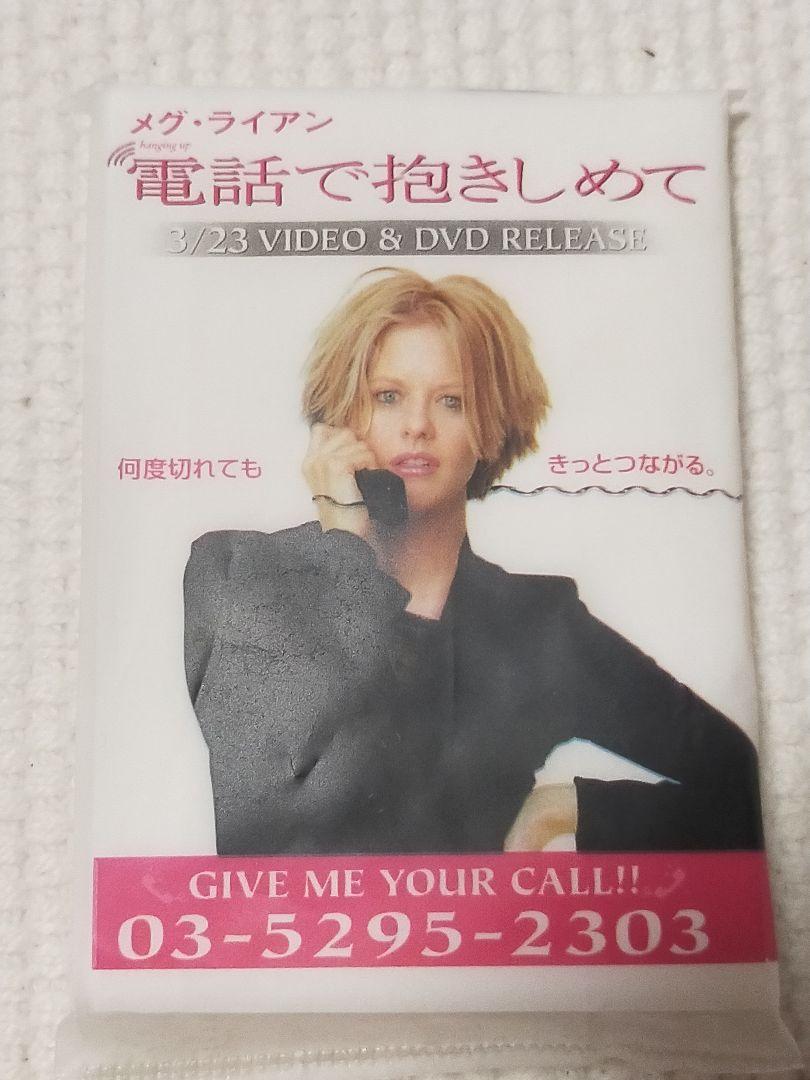 メグ・ライアン
hanging up
電話で抱きしめて
3/23 VIDEO & DVD RELEASE
何度切れても
きっとつながる。
GIVE ME YOUR CALL!!
03-5295-2303